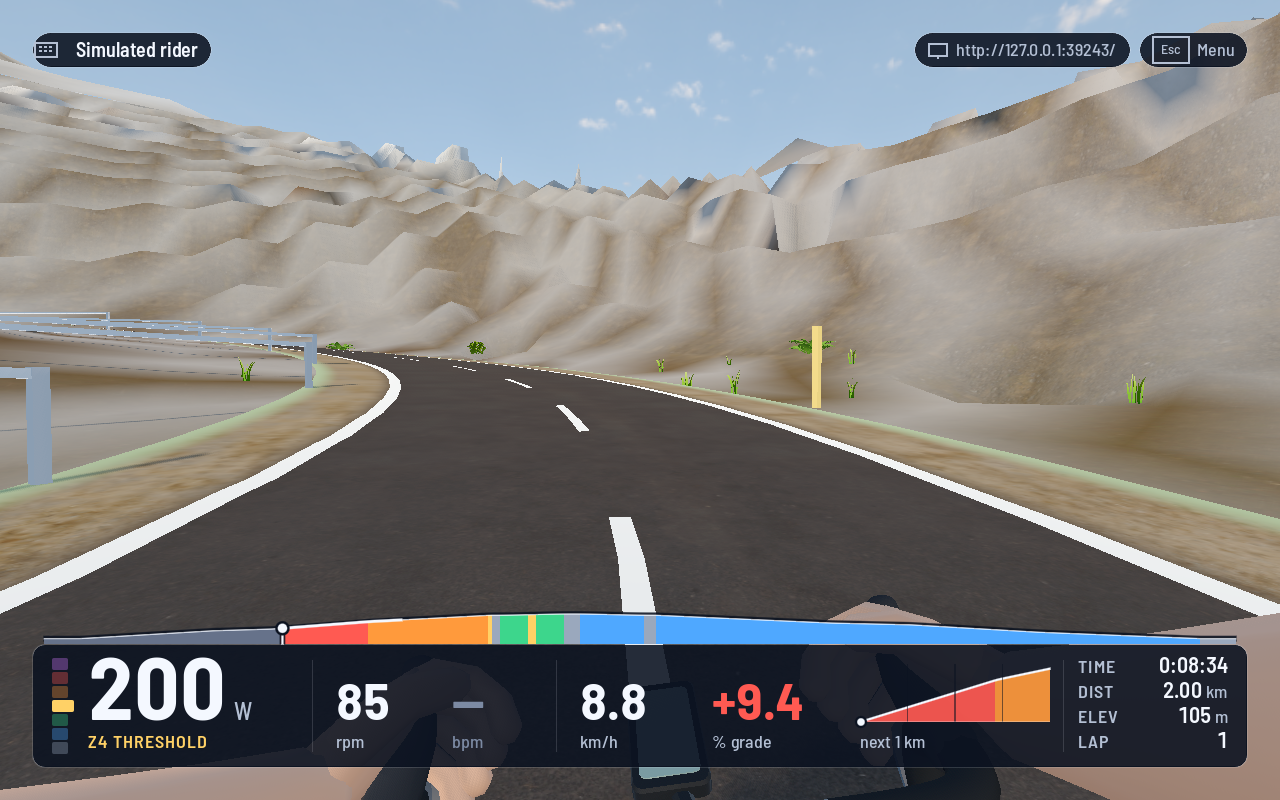 Simulated rider
http://127.0.0.1:39243/
Esc Menu
200 W
Z4 THRESHOLD
85
rpm
bpm
8.8
km/h
+9.4
% grade
next 1 km
TIME 0:08:34
DIST 2.00 km
ELEV 105 m
LAP 1